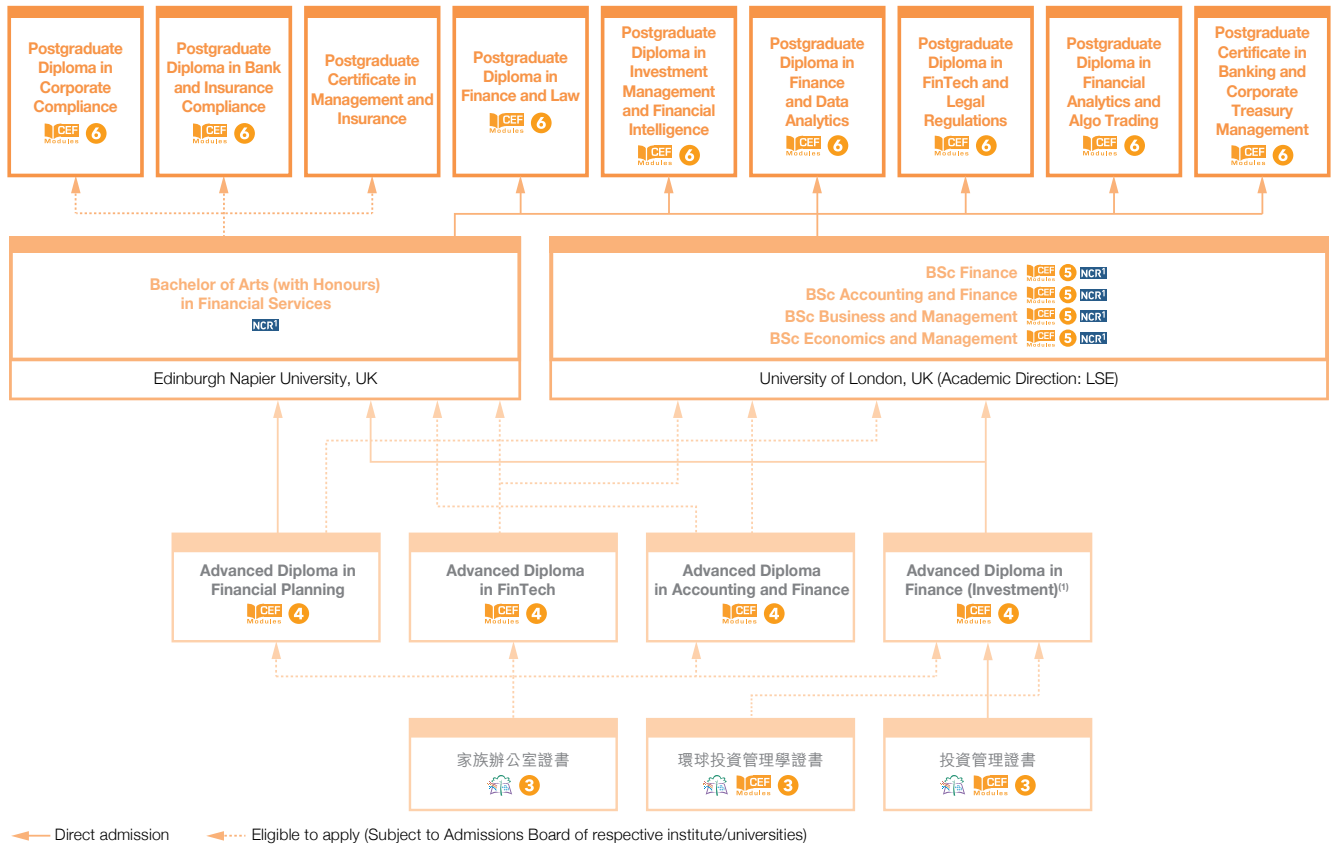 Postgraduate
Diploma in
Corporate
Compliance
CEF
Modules
6
Postgraduate
Diploma in Bank
and Insurance
Compliance
CEF
Modules
6
Postgraduate
Certificate in
Management and
Insurance
Postgraduate
Diploma in
Finance and Law
CEF
Modules
6
Postgraduate
Diploma in
Investment
Management
and Financial
Intelligence
CEF
Modules
6
Postgraduate
Diploma in
Finance
and Data
Analytics
CEF
Modules
6
Postgraduate
Diploma in
FinTech and
Legal
Regulations
CEF
Modules
6
Postgraduate
Diploma in
Financial
Analytics and
Algo Trading
CEF
Modules
6
Postgraduate
Certificate in
Banking and
Corporate
Treasury
Management
CEF
Modules
6
Bachelor of Arts (with Honours)
in Financial Services
NCR¹
Edinburgh Napier University, UK
BSc Finance CEF Modules 5 NCR¹
BSc Accounting and Finance CEF Modules 5 NCR¹
BSc Business and Management CEF Modules 5 NCR¹
BSc Economics and Management CEF Modules 5 NCR¹
University of London, UK (Academic Direction: LSE)
Advanced Diploma in
Financial Planning
CEF
Modules
4
Advanced Diploma
in FinTech
CEF
Modules
4
Advanced Diploma
in Accounting and Finance
CEF
Modules
4
Advanced Diploma in
Finance (Investment)⁽¹⁾
CEF
Modules
4
家族辦公室證書
3
環球投資管理學證書
CEF
Modules
3
投資管理證書
CEF
Modules
3
Direct admission
Eligible to apply (Subject to Admissions Board of respective institute/universities)